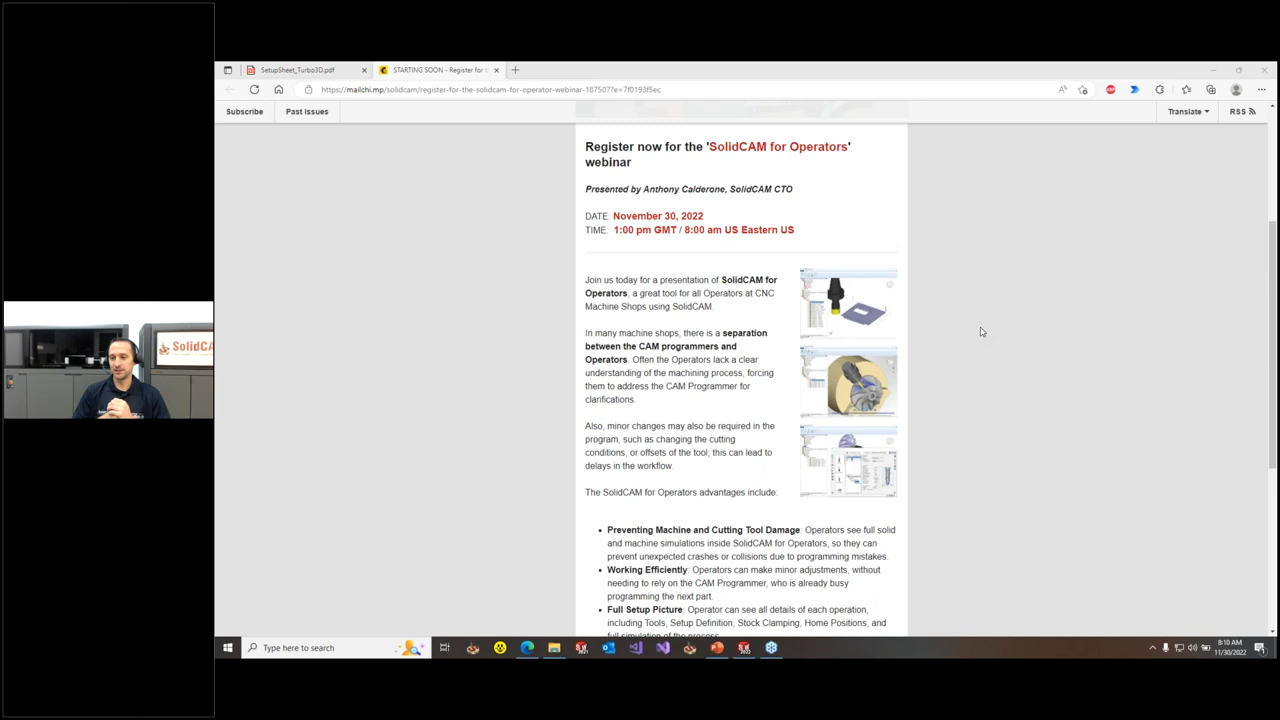 SetupSheet_Turbo3D.pdf
STARTING SOON - Register for t
https://mailchi.mp/solidcam/register-for-the-solidcam-for-operator-webinar-187507?e=7f0193f5ec
Subscribe
Past Issues
Translate
RSS
Register now for the 'SolidCAM for Operators'
webinar
Presented by Anthony Calderone, SolidCAM CTO
DATE: November 30, 2022
TIME: 1:00 pm GMT / 8:00 am US Eastern US
Join us today for a presentation of SolidCAM for
Operators, a great tool for all Operators at CNC
Machine Shops using SolidCAM.
In many machine shops, there is a separation
between the CAM programmers and
Operators. Often the Operators lack a clear
understanding of the machining process, forcing
them to address the CAM Programmer for
clarifications.
Also, minor changes may also be required in the
program, such as changing the cutting
conditions, or offsets of the tool; this can lead to
delays in the workflow.
The SolidCAM for Operators advantages include:
• Preventing Machine and Cutting Tool Damage: Operators see full solid
and machine simulations inside SolidCAM for Operators, so they can
prevent unexpected crashes or collisions due to programming mistakes.
• Working Efficiently: Operators can make minor adjustments, without
needing to rely on the CAM Programmer, who is already busy
programming the next part.
• Full Setup Picture: Operator can see all details of each operation,
including Tools, Setup Definition, Stock Clamping, Home Positions, and
full simulation of the process.
SolidCA
Type here to search
2021
2022
8:10 AM
11/30/2022